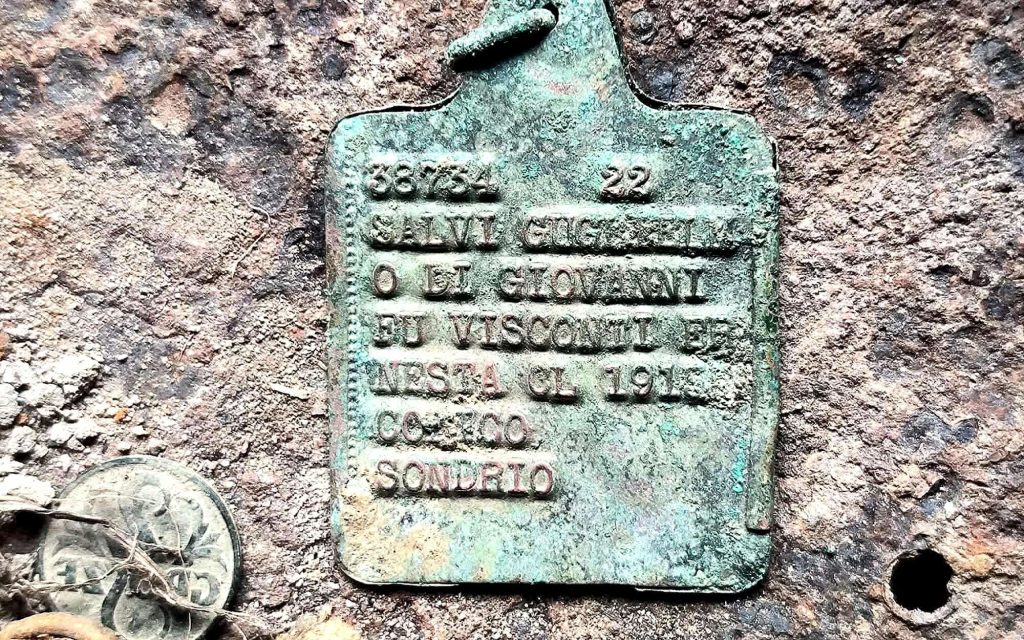 38734 22
SALVI GUGLIELM
O DI GIOVANNI
FU VISCONTI ER
NESTA CL
SONDRIO